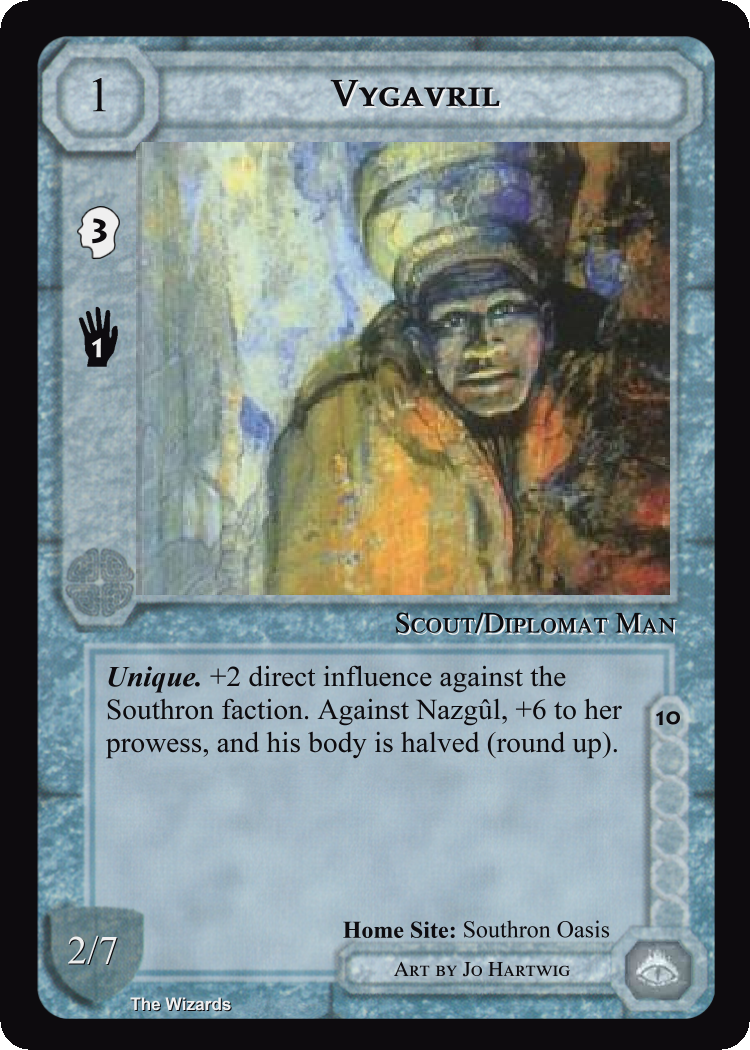 1
Vygavril
3
1
Scout/Diplomat Man
Unique. +2 direct influence against the
Southron faction. Against Nazgûl, +6 to her
prowess, and his body is halved (round up).
10
Home Site: Southron Oasis
2/7
Art by Jo Hartwig
The Wizards